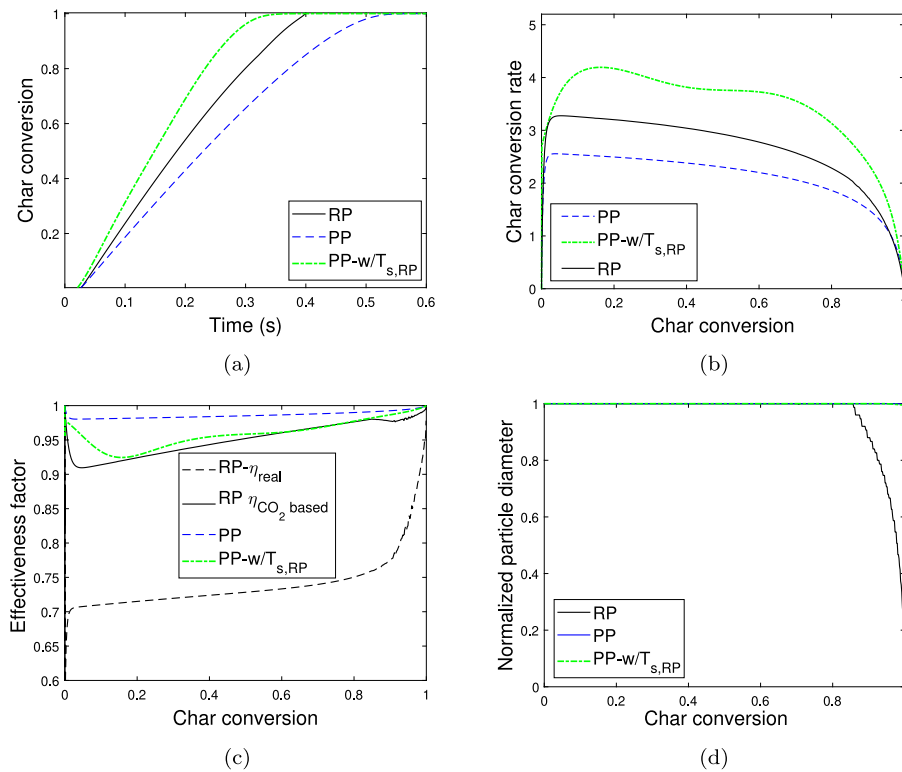 1
0.8
0.6
0.4
0.2
Char conversion
RP
PP
PP-w/T_s,RP
0 0.1 0.2 0.3 0.4 0.5 0.6
Time (s)
(a)
5
4
3
2
1
0
Char conversion rate
PP
PP-w/T_s,RP
RP
0 0.2 0.4 0.6 0.8 1
Char conversion
(b)
1
0.95
0.9
0.85
0.8
0.75
0.7
0.65
0.6
Effectiveness factor
RP-η_real
RP η_CO₂ based
PP
PP-w/T_s,RP
0 0.2 0.4 0.6 0.8 1
Char conversion
(c)
1
0.8
0.6
0.4
0.2
0
Normalized particle diameter
RP
PP
PP-w/T_s,RP
0 0.2 0.4 0.6 0.8 1
Char conversion
(d)